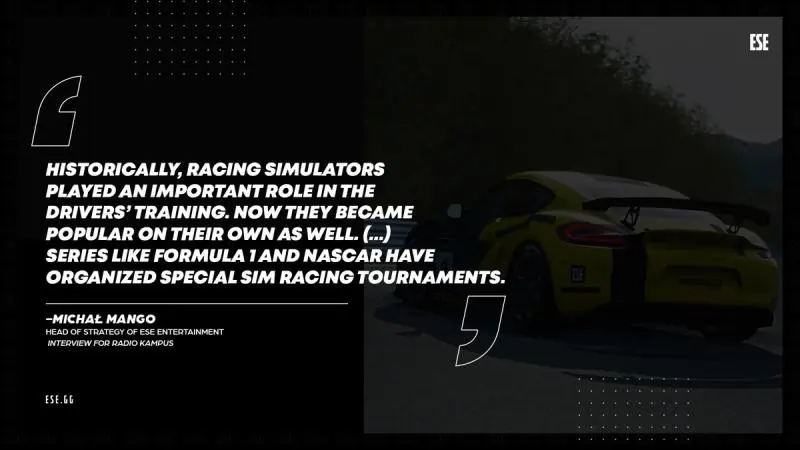 ESE
HISTORICALLY, RACING SIMULATORS
PLAYED AN IMPORTANT ROLE IN THE
DRIVERS' TRAINING. NOW THEY BECAME
POPULAR ON THEIR OWN AS WELL. (...)
SERIES LIKE FORMULA 1 AND NASCAR HAVE
ORGANIZED SPECIAL SIM RACING TOURNAMENTS.
–MICHAŁ MANGO
HEAD OF STRATEGY OF ESE ENTERTAINMENT
INTERVIEW FOR RADIO KAMPUS
ESE.GG
ESE